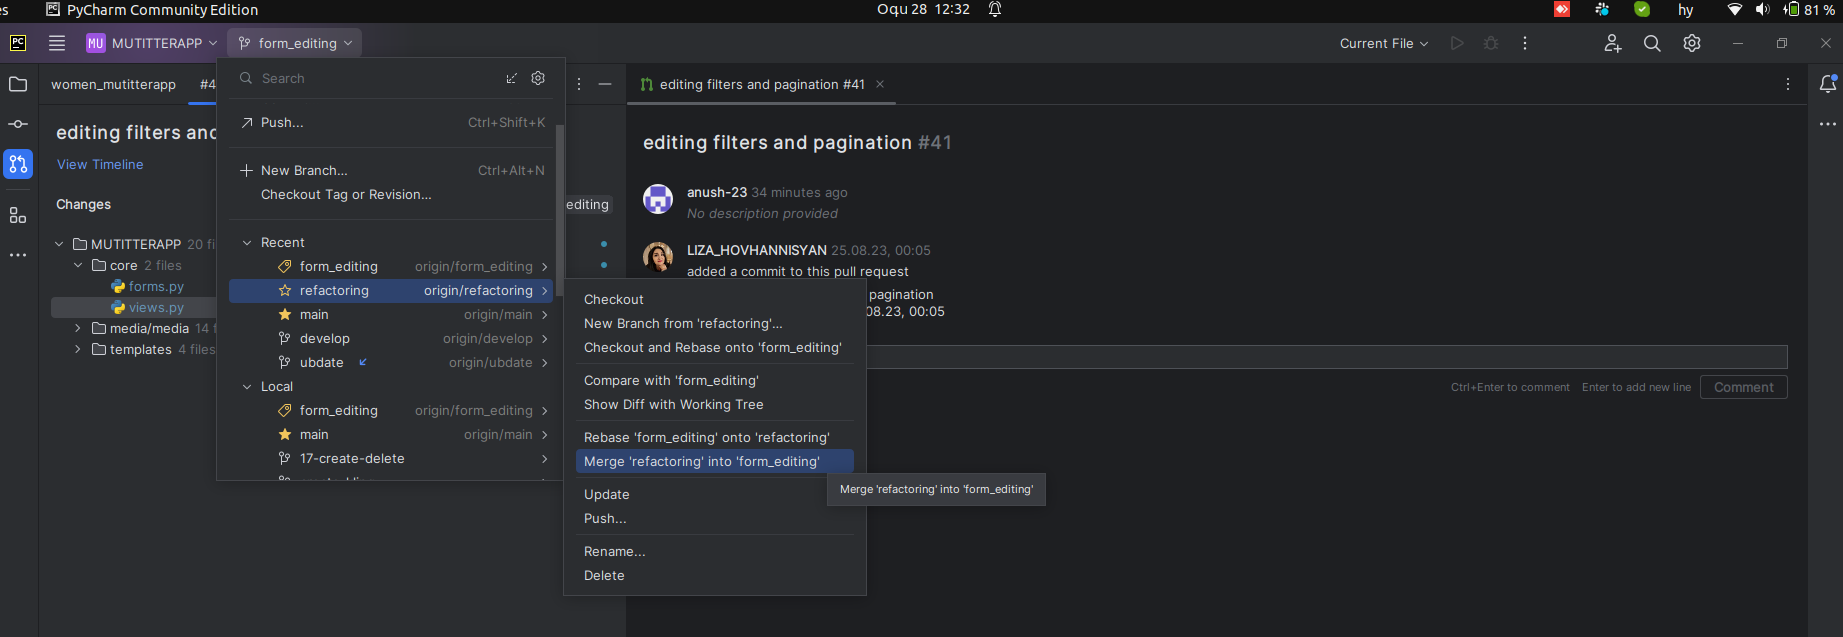 es PyCharm Community Edition Օգu 28 12:32 hy 81 %
PC MU MUTITTERAPP form_editing Current File
women_mutitterapp #4
editing filters and
View Timeline
Changes
MUTITTERAPP 20 fi
core 2 files
forms.py
views.py
media/media 14 f
templates 4 files
Search
Push... Ctrl+Shift+K
New Branch... Ctrl+Alt+N
Checkout Tag or Revision...
Recent
form_editing origin/form_editing
refactoring origin/refactoring
main origin/main
develop origin/develop
ubdate origin/ubdate
Local
form_editing origin/form_editing
main origin/main
17-create-delete
editing
Checkout
New Branch from 'refactoring'...
Checkout and Rebase onto 'form_editing'
Compare with 'form_editing'
Show Diff with Working Tree
Rebase 'form_editing' onto 'refactoring'
Merge 'refactoring' into 'form_editing'
Update
Push...
Rename...
Delete
Merge 'refactoring' into 'form_editing'
editing filters and pagination #41
editing filters and pagination #41
anush-23 34 minutes ago
No description provided
LIZA_HOVHANNISYAN 25.08.23, 00:05
added a commit to this pull request
pagination
08.23, 00:05
Ctrl+Enter to comment Enter to add new line Comment